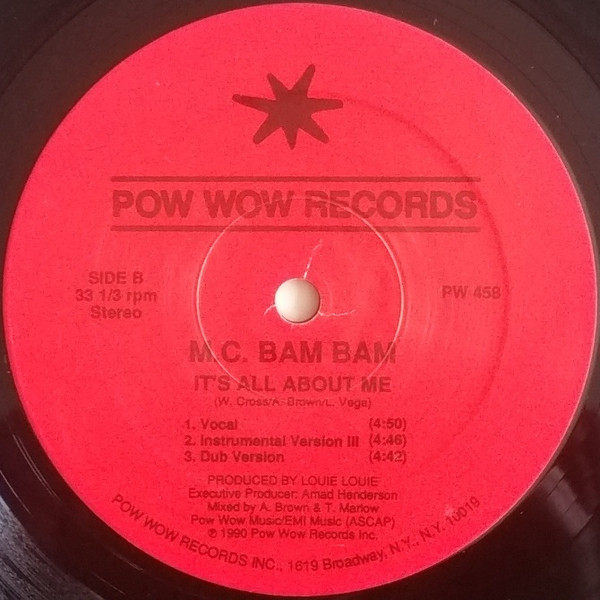 POW WOW RECORDS
SIDE B
33 1/3 rpm
Stereo
PW 458
M.C. BAM BAM
IT'S ALL ABOUT ME
(W. Cross/A. Brown/L. Vega)
1. Vocal (4:50)
2. Instrumental Version III (4:46)
3. Dub Version (4:42)
PRODUCED BY LOUIE LOUIE
Executive Producer: Amad Henderson
Mixed by A. Brown & T. Marlow
Pow Wow Music/EMI Music (ASCAP)
℗ 1990 Pow Wow Records Inc.
POW WOW RECORDS INC., 1619 Broadway, N.Y., N.Y. 10019